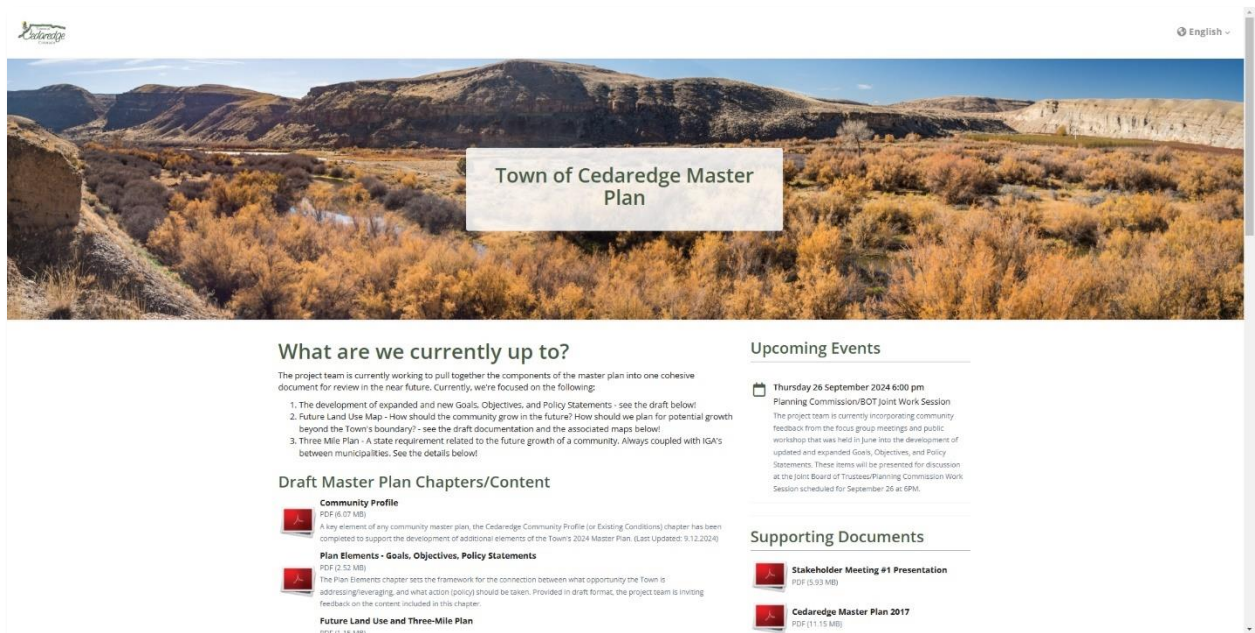 Cedaredge
English
Town of Cedaredge Master
Plan
What are we currently up to?
The project team is currently working to pull together the components of the master plan into one cohesive
document for review in the near future. Currently, we're focused on the following:
1. The development of expanded and new Goals, Objectives, and Policy Statements - see the draft below!
2. Future Land Use Map - How should the community grow in the future? How should we plan for potential growth
beyond the Town's boundary? - see the draft documentation and the associated maps below!
3. Three Mile Plan - A state requirement related to the future growth of a community. Always coupled with IGA's
between municipalities. See the details below!
Draft Master Plan Chapters/Content
Community Profile
PDF (6.07 MB)
A key element of any community master plan, the Cedaredge Community Profile (or Existing Conditions) chapter has been
completed to support the development of additional elements of the Town's 2024 Master Plan. (Last Updated: 9.12.2024)
Plan Elements - Goals, Objectives, Policy Statements
PDF (2.52 MB)
The Plan Elements chapter sets the framework for the connection between what opportunity the Town is
addressing/leveraging, and what action (policy) should be taken. Provided in draft format, the project team is inviting
feedback on the content included in this chapter.
Future Land Use and Three-Mile Plan
Upcoming Events
Thursday 26 September 2024 6:00 pm
Planning Commission/BOT Joint Work Session
The project team is currently incorporating community
feedback from the focus group meetings and public
workshop that was held in June into the development of
updated and expanded Goals, Objectives, and Policy
Statements. These items will be presented for discussion
at the Joint Board of Trustees/Planning Commission Work
Session scheduled for September 26 at 6PM.
Supporting Documents
Stakeholder Meeting #1 Presentation
PDF (5.93 MB)
Cedaredge Master Plan 2017
PDF (11.15 MB)